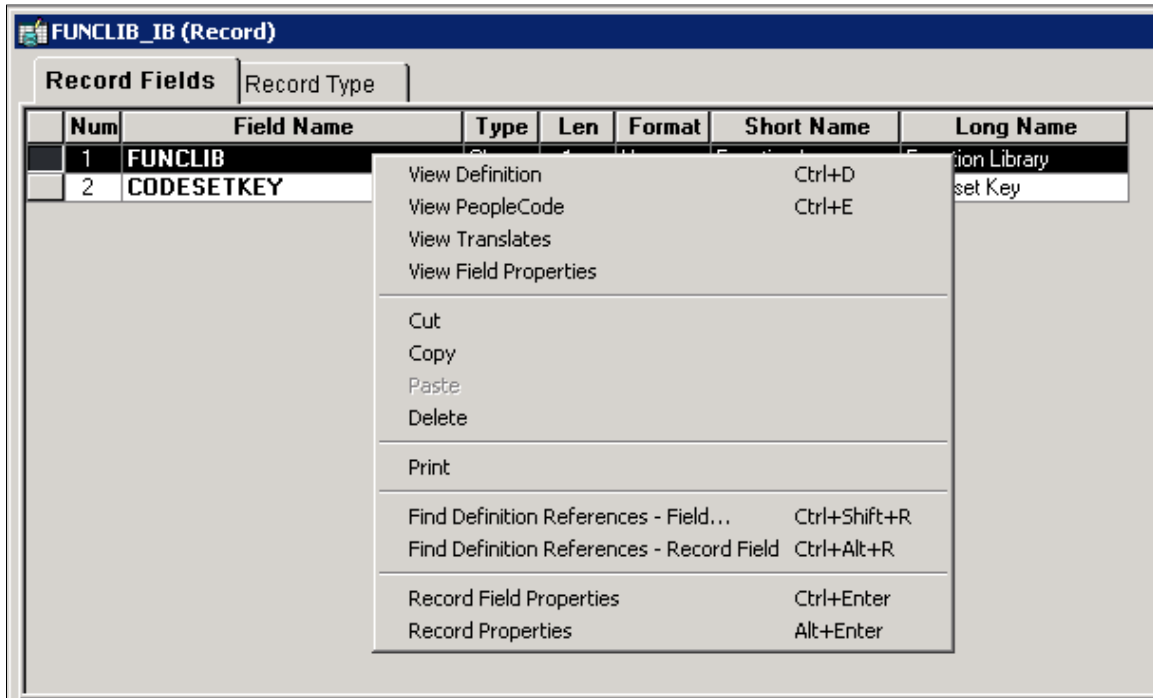 FUNCLIB_IB (Record)
Record Fields Record Type
Num Field Name Type Len Format Short Name Long Name
1 FUNCLIB Library
2 CODESETKEY Key
View Definition Ctrl+D
View PeopleCode Ctrl+E
View Translates
View Field Properties
Cut
Copy
Paste
Delete
Print
Find Definition References - Field... Ctrl+Shift+R
Find Definition References - Record Field Ctrl+Alt+R
Record Field Properties Ctrl+Enter
Record Properties Alt+Enter